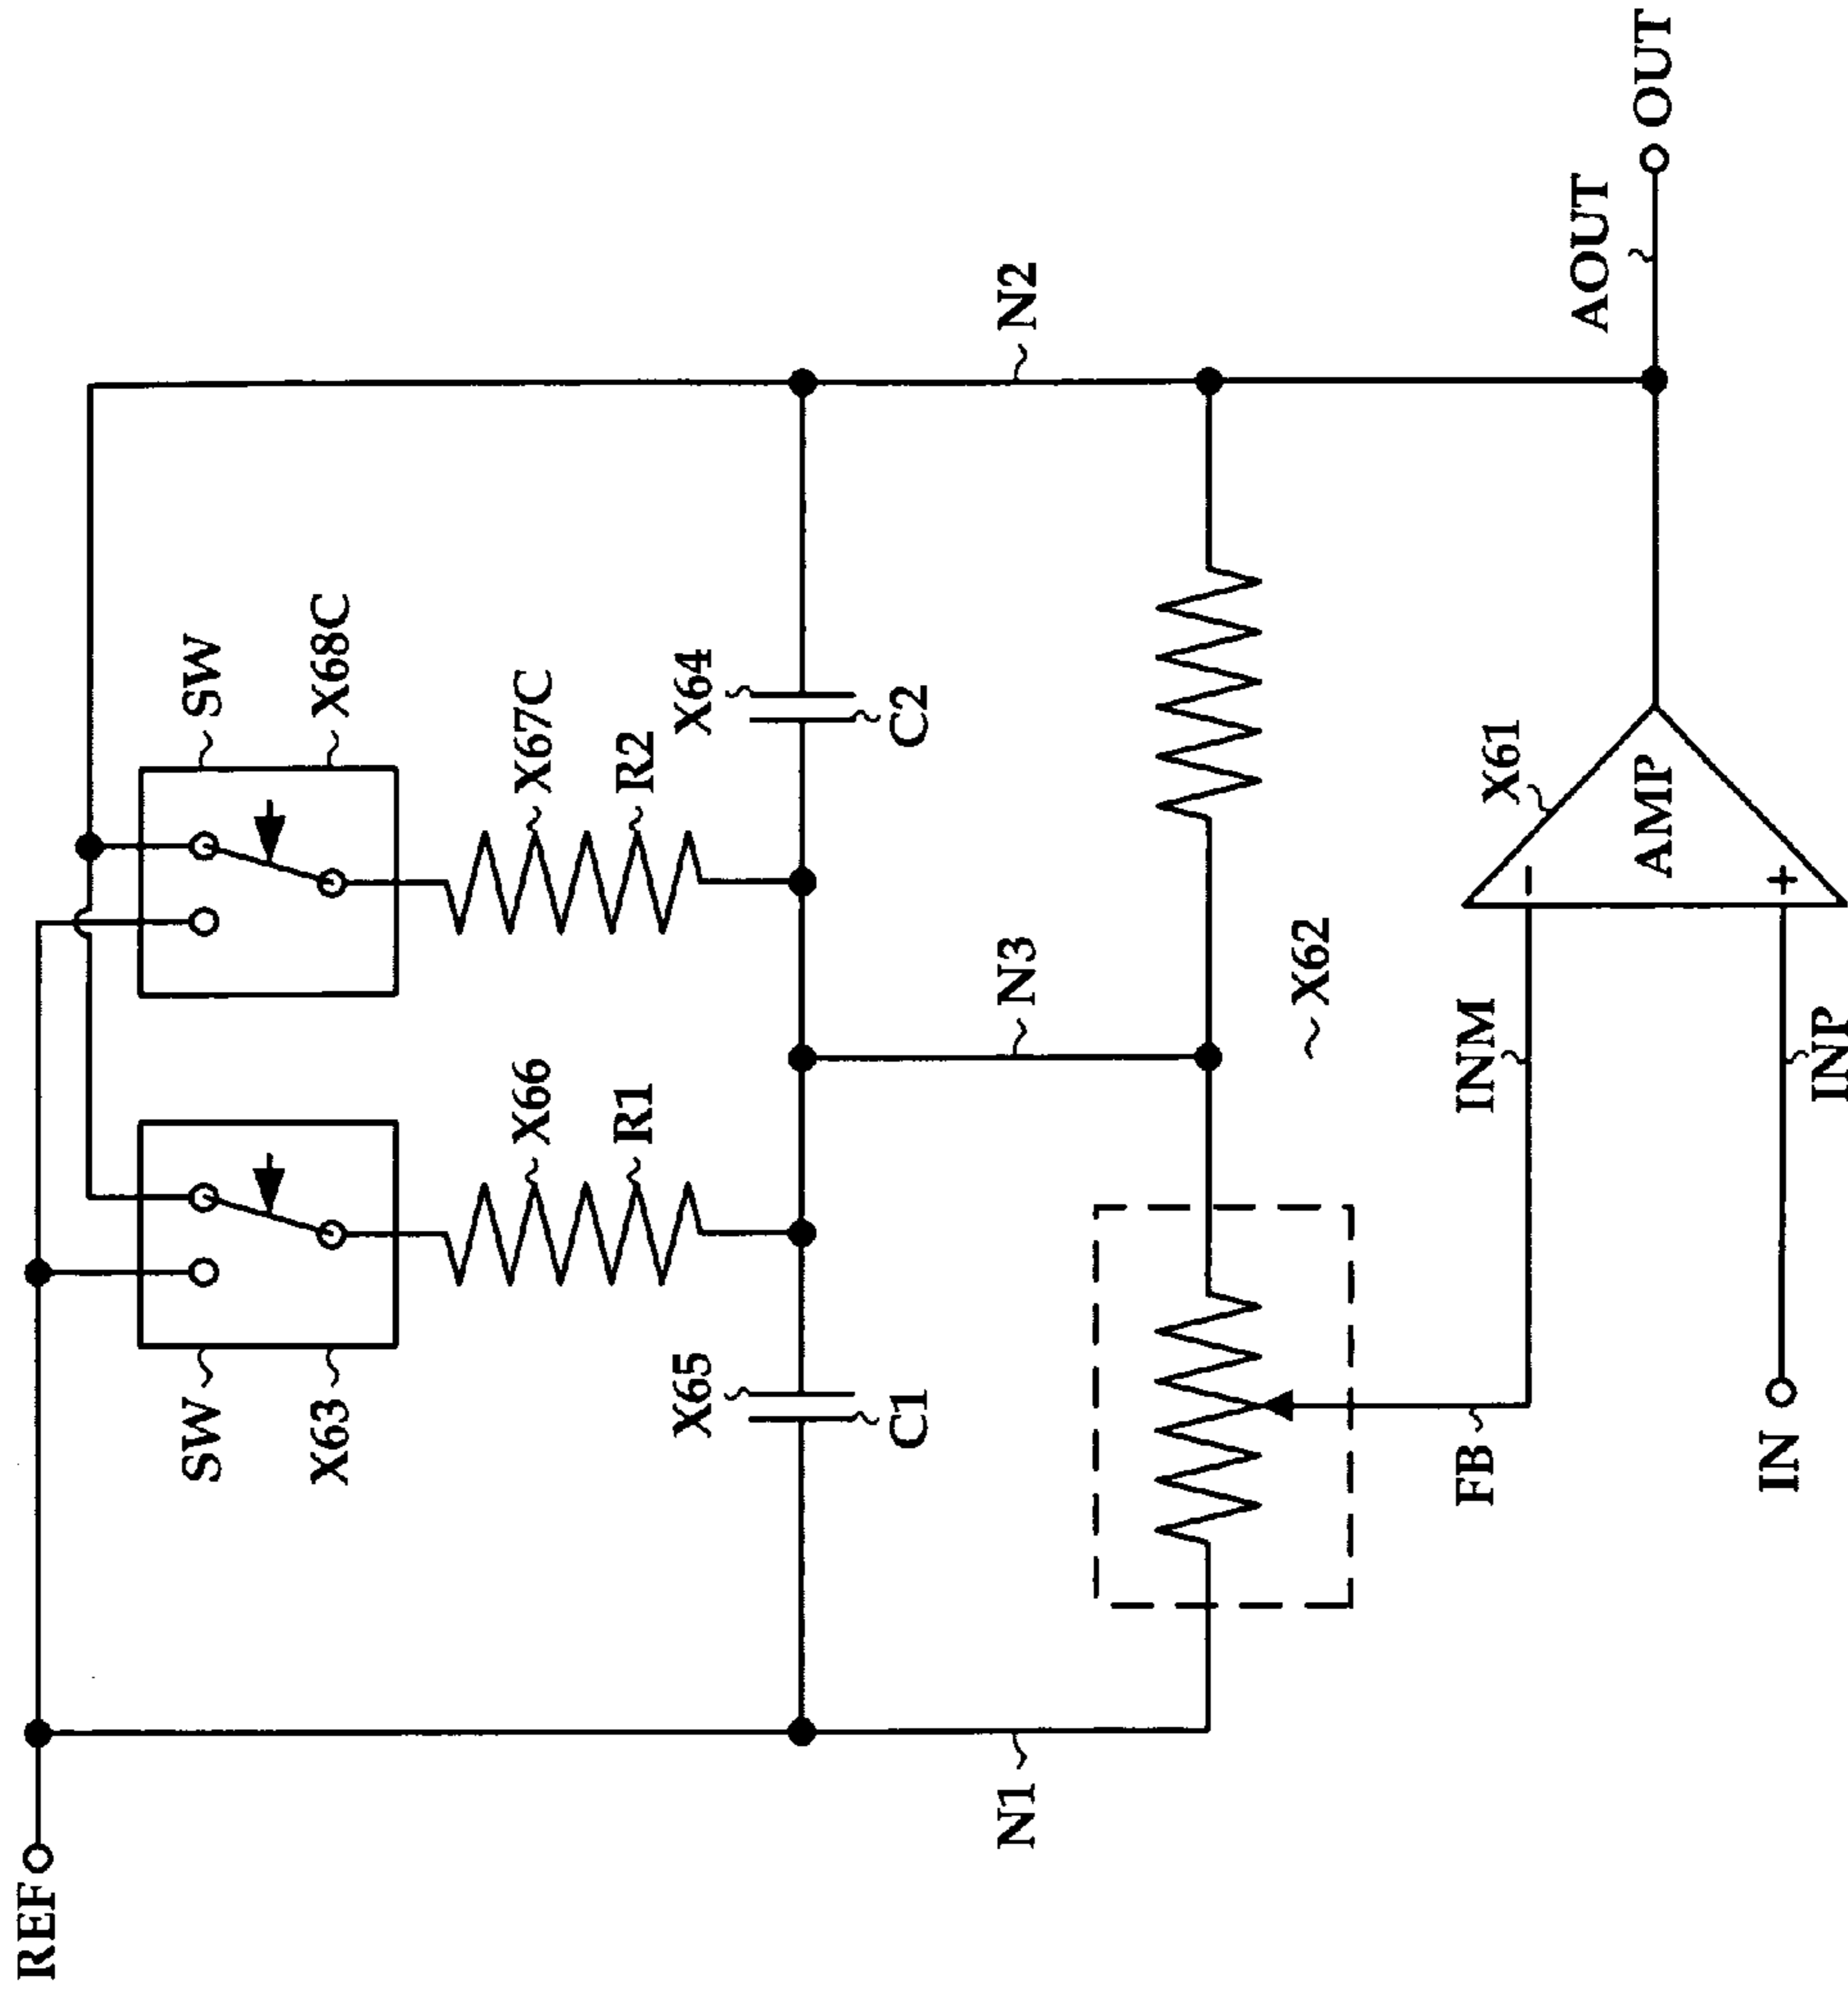 REF
SW
X63
SW
X68C
X66
R1
X67C
R2
X65
C1
X64
C2
N1
N3
N2
X62
FB
INM
X61
AMP
−
+
IN
INP
AOUT
OUT